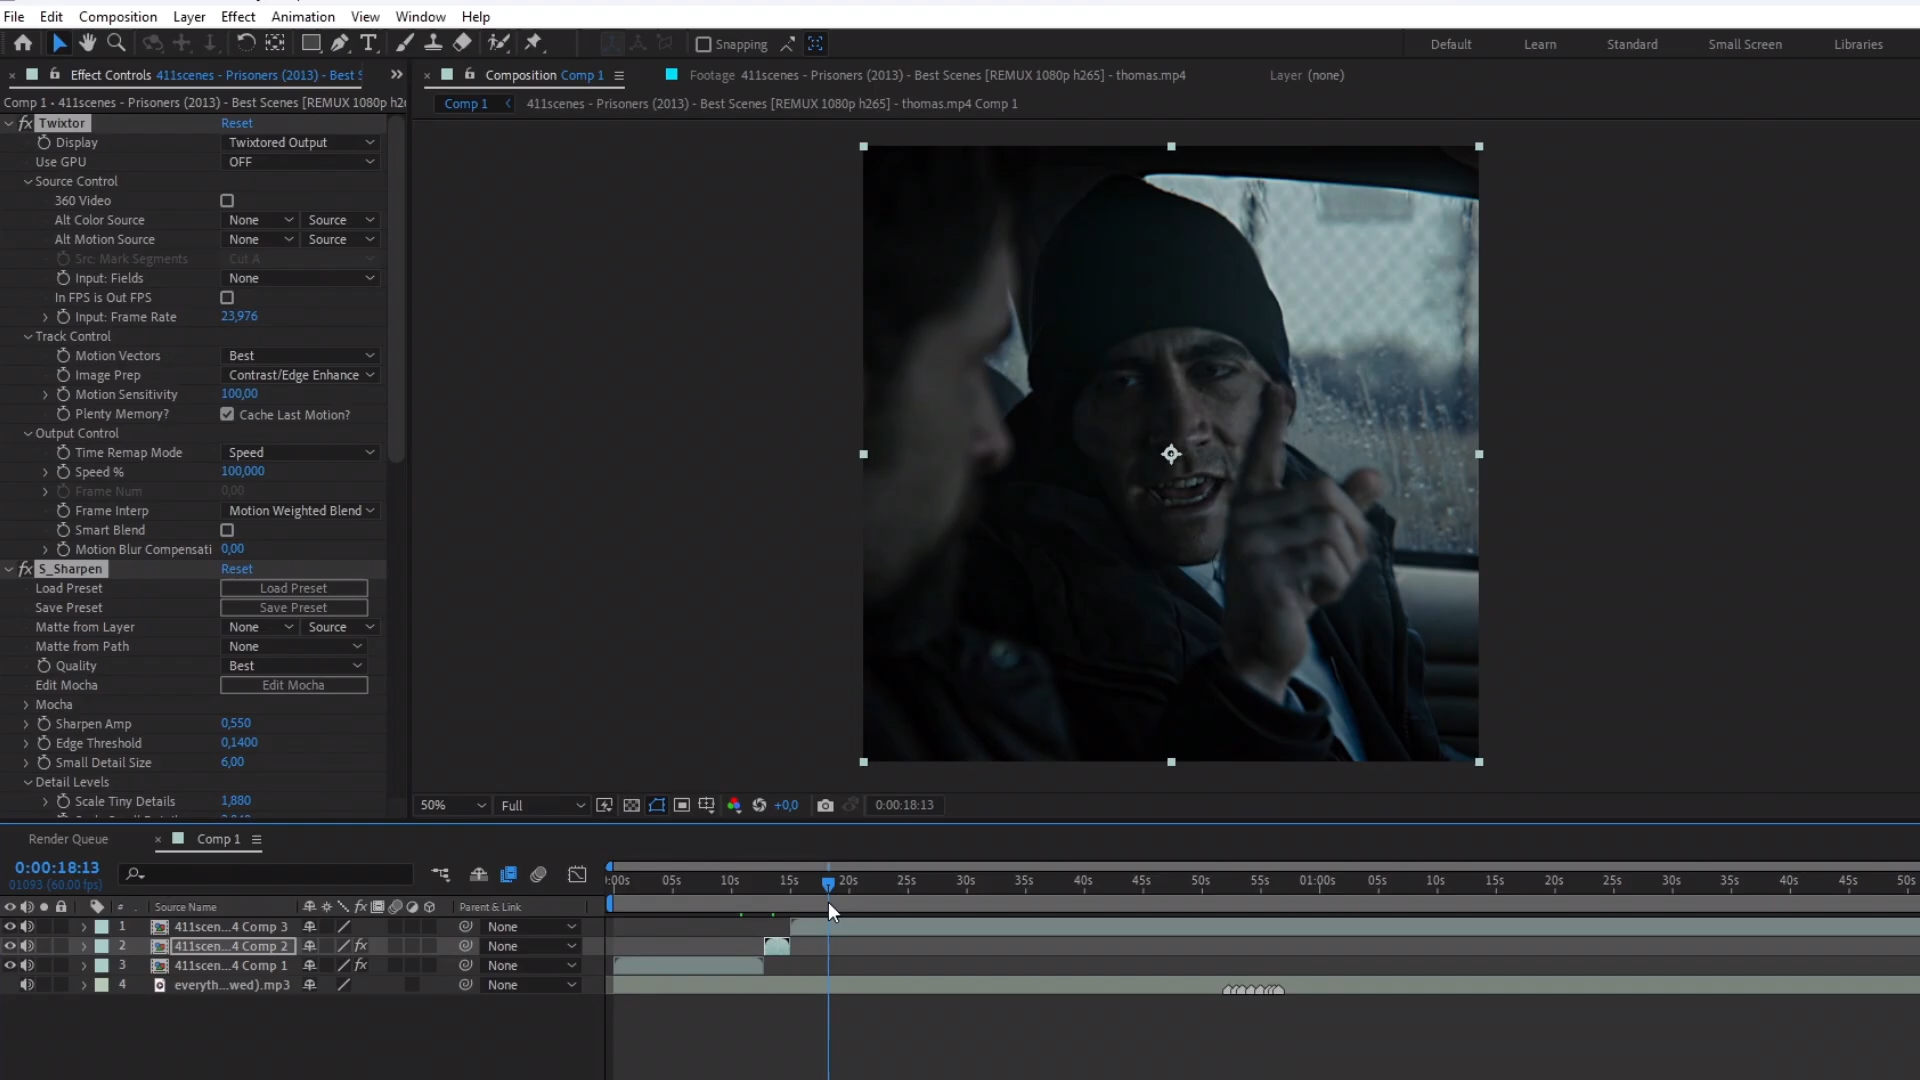 File Edit Composition Layer Effect Animation View Window Help
Snapping
Default Learn Standard Small Screen Libraries
Effect Controls 411scenes - Prisoners (2013) - Best S
Composition Comp 1
Footage 411scenes - Prisoners (2013) - Best Scenes [REMUX 1080p h265] - thomas.mp4
Layer (none)
Comp 1 • 411scenes - Prisoners (2013) - Best Scenes [REMUX 1080p h2
Comp 1
411scenes - Prisoners (2013) - Best Scenes [REMUX 1080p h265] - thomas.mp4 Comp 1
fx Twixtor Reset
Display Twixtored Output
Use GPU OFF
Source Control
360 Video
Alt Color Source None Source
Alt Motion Source None Source
Src: Mark Segments Cut A
Input: Fields None
In FPS is Out FPS
Input: Frame Rate 23,976
Track Control
Motion Vectors Best
Image Prep Contrast/Edge Enhance
Motion Sensitivity 100,00
Plenty Memory? Cache Last Motion?
Output Control
Time Remap Mode Speed
Speed % 100,000
Frame Num 0,00
Frame Interp Motion Weighted Blend
Smart Blend
Motion Blur Compensati 0,00
fx S_Sharpen Reset
Load Preset Load Preset
Save Preset Save Preset
Matte from Layer None Source
Matte from Path None
Quality Best
Edit Mocha Edit Mocha
Mocha
Sharpen Amp 0,550
Edge Threshold 0,1400
Small Detail Size 6,00
Detail Levels
Scale Tiny Details 1,880
50% Full +0,0 0:00:18:13
Render Queue Comp 1
0:00:18:13
01093 (60.00 fps)
:00s 05s 10s 15s 20s 25s 30s 35s 40s 45s 50s 55s 01:00s 05s 10s 15s 20s 25s 30s 35s 40s 45s 50s
# Source Name fx Parent & Link
1 411scen...4 Comp 3 None
2 411scen...4 Comp 2 fx None
3 411scen...4 Comp 1 fx None
4 everyth...wed).mp3 None